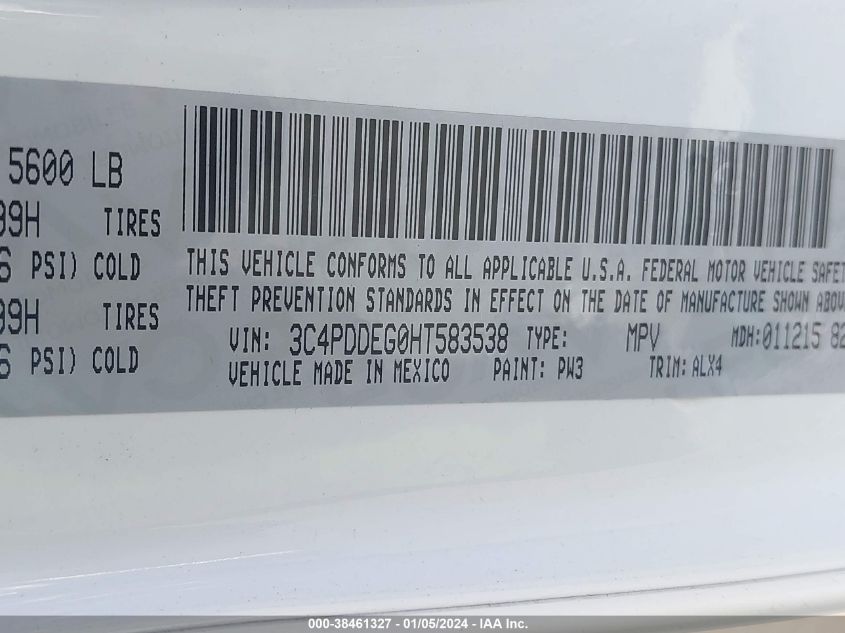 5600 LB
99H TIRES
6 PSI) COLD
99H TIRES
6 PSI) COLD
THIS VEHICLE CONFORMS TO ALL APPLICABLE U.S.A. FEDERAL MOTOR VEHICLE SAFET
THEFT PREVENTION STANDARDS IN EFFECT ON THE DATE OF MANUFACTURE SHOWN ABOV
VIN: 3C4PDDEG0HT583538 TYPE: MPV MDH:011215 82
VEHICLE MADE IN MEXICO PAINT: PW3 TRIM: ALX4
000-38461327 - 01/05/2024 - IAA Inc.